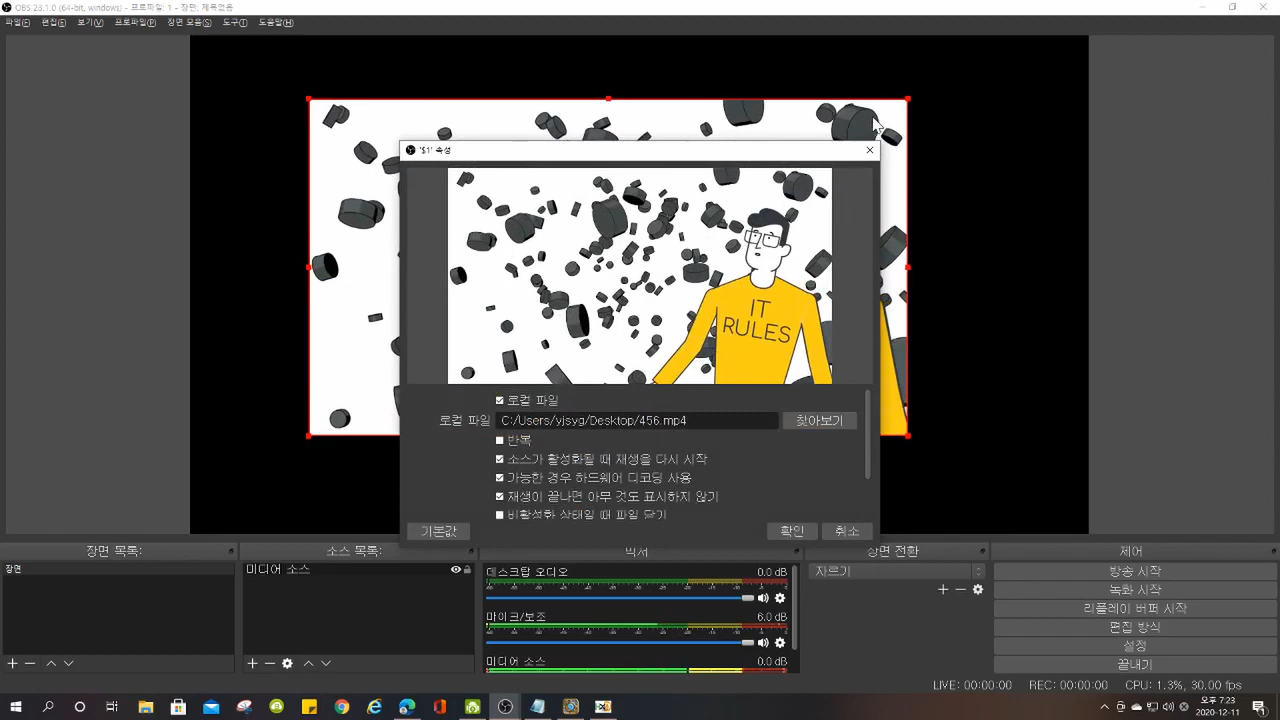 OBS 23.1.0 (64-bit, windows) - 프로파일: 1 - 장면: 제목없음
파일(F) 편집(E) 보기(V) 프로파일(P) 장면 모음(S) 도구(T) 도움말(H)
'$1' 속성
IT
RULES
로컬 파일
로컬 파일 C:/Users/yjsyg/Desktop/456.mp4 찾아보기
반복
소스가 활성화될 때 재생을 다시 시작
가능한 경우 하드웨어 디코딩 사용
재생이 끝나면 아무 것도 표시하지 않기
비활성화 상태일 때 파일 닫기
기본값 확인 취소
장면 목록: 소스 목록: 믹서 장면 전환 제어
장면
미디어 소스
데스크탑 오디오 0.0 dB
마이크/보조 6.0 dB
미디어 소스 0.0 dB
자르기
방송 시작
녹화 시작
리플레이 버퍼 시작
편집 방식
설정
끝내기
LIVE: 00:00:00 REC: 00:00:00 CPU: 1.3%, 30.00 fps
오후 7:23
2020-12-11